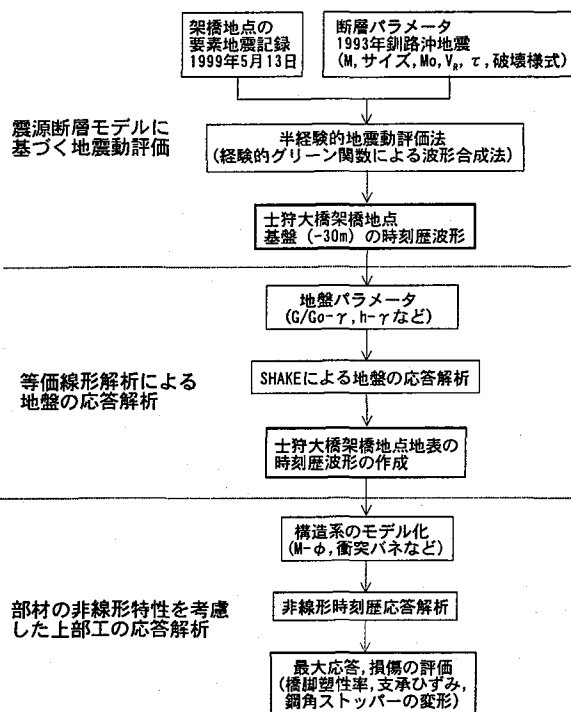 架橋地点の
要素地震記録
1999年5月13日
断層パラメータ
1993年釧路沖地震
(M,サイズ,Mo,VR,τ,破壊様式)
震源断層モデルに
基づく地震動評価
半経験的地震動評価法
(経験的グリーン関数による波形合成法)
士狩大橋架橋地点
基盤 (-30m) の時刻歴波形
地盤パラメータ
(G/Go-γ,h-γなど)
等価線形解析による
地盤の応答解析
SHAKEによる地盤の応答解析
士狩大橋架橋地点地表の
時刻歴波形の作成
構造系のモデル化
(M-φ,衝突バネなど)
部材の非線形特性を考慮
した上部工の応答解析
非線形時刻歴応答解析
最大応答,損傷の評価
(橋脚塑性率,支承ひずみ,
鋼角ストッパーの変形)